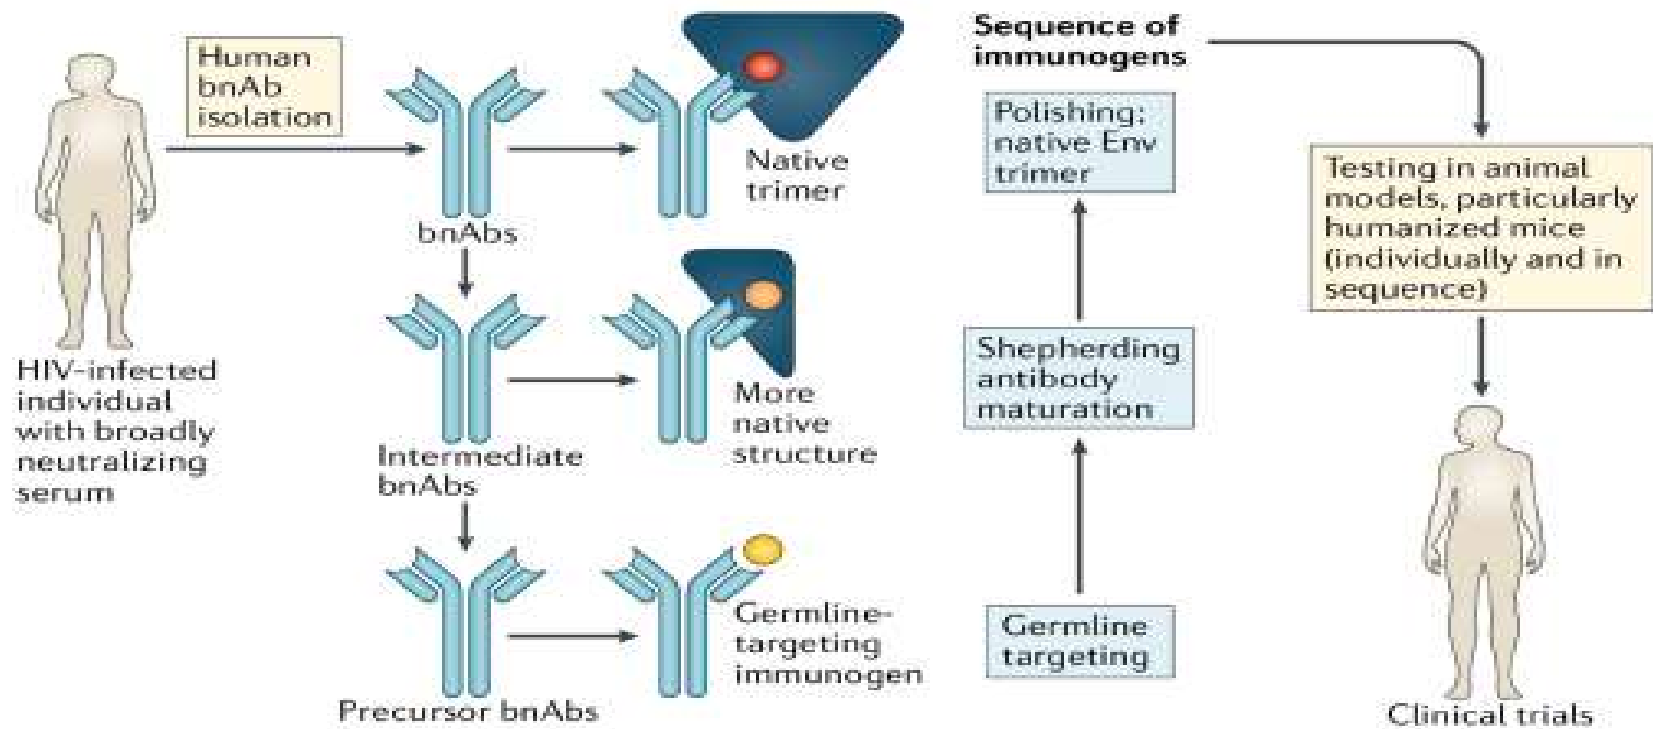 Human
bnAb
isolation
HIV-infected
individual
with broadly
neutralizing
serum
bnAbs
Native
trimer
Intermediate
bnAbs
More
native
structure
Precursor bnAbs
Germline-
targeting
immunogen
Sequence of
immunogens
Polishing:
native Env
trimer
Shepherding
antibody
maturation
Germline
targeting
Testing in animal
models, particularly
humanized mice
(individually and in
sequence)
Clinical trials